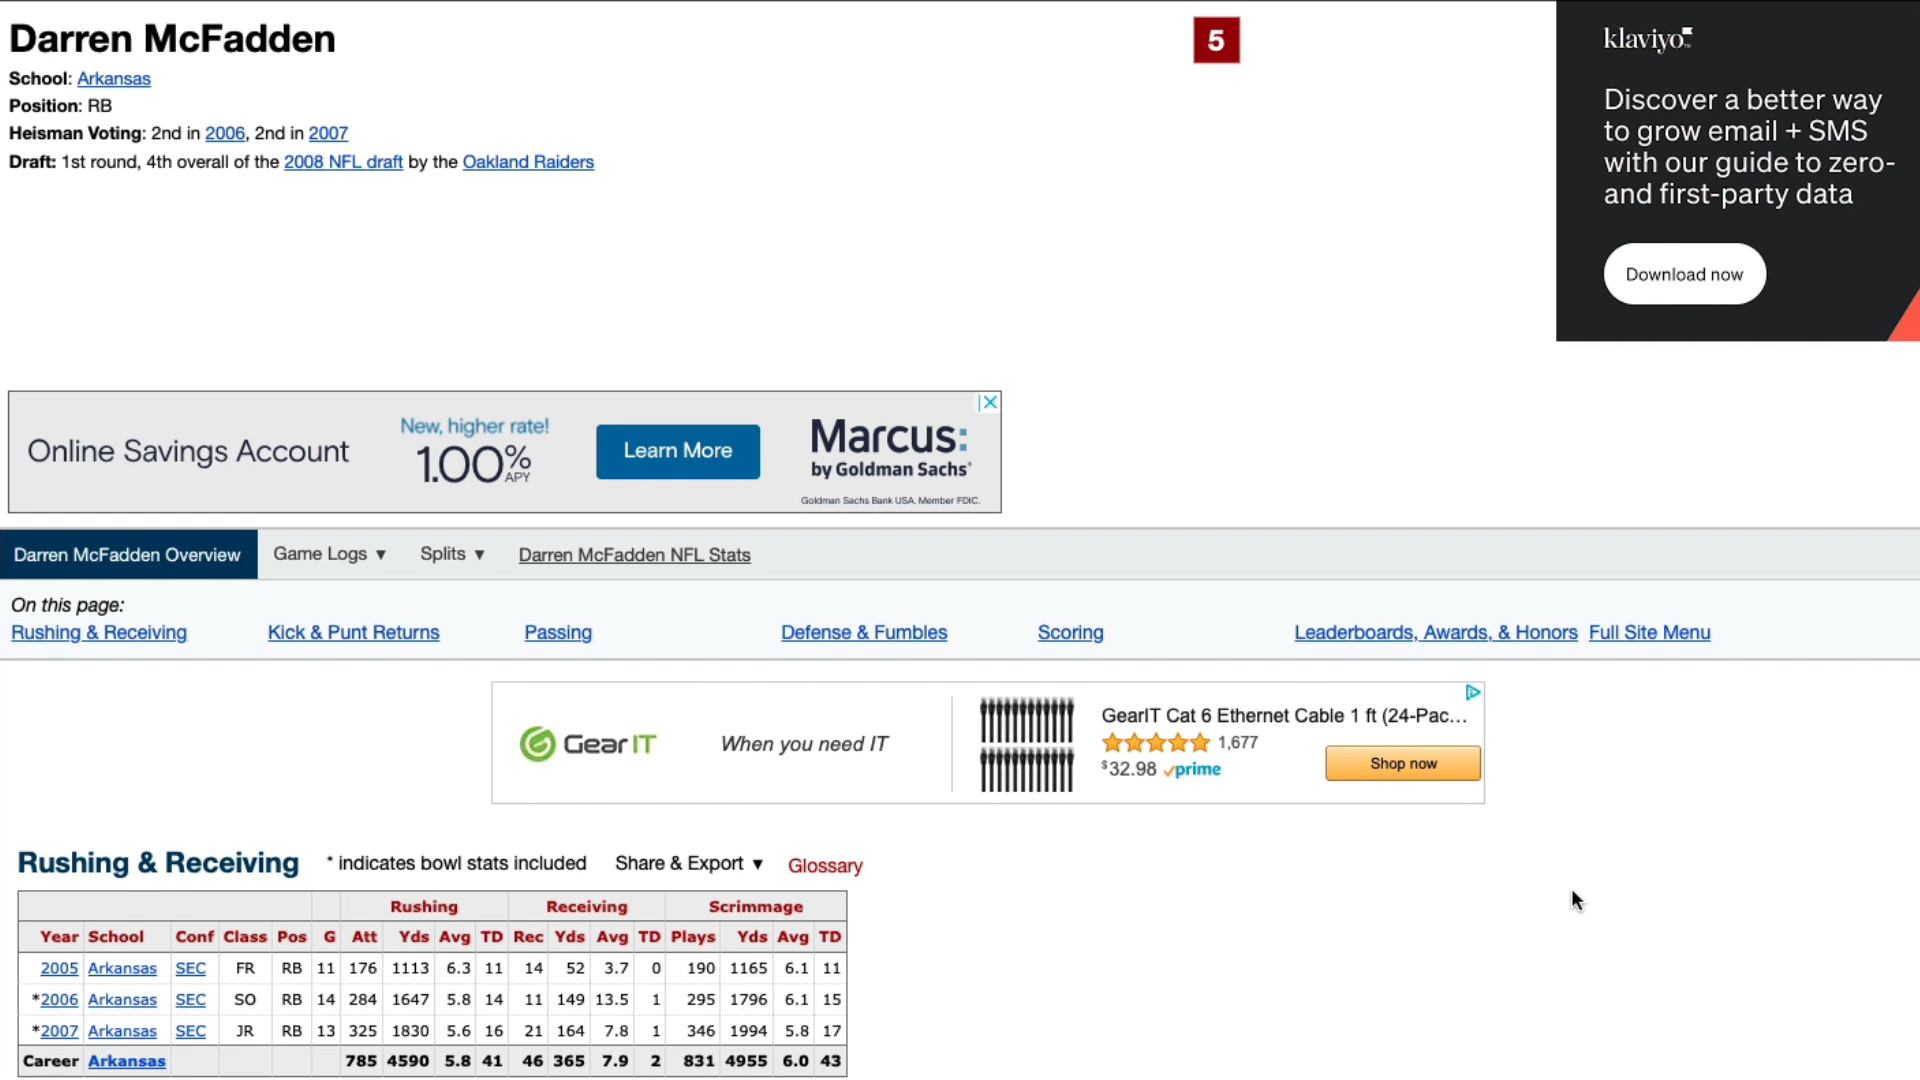 Darren McFadden
5
School: Arkansas
Position: RB
Heisman Voting: 2nd in 2006, 2nd in 2007
Draft: 1st round, 4th overall of the 2008 NFL draft by the Oakland Raiders
klaviyo
Discover a better way
to grow email + SMS
with our guide to zero-
and first-party data
Download now
Online Savings Account
New, higher rate!
1.00% APY
Learn More
Marcus:
by Goldman Sachs®
Goldman Sachs Bank USA. Member FDIC.
Darren McFadden Overview Game Logs ▼ Splits ▼ Darren McFadden NFL Stats
On this page:
Rushing & Receiving Kick & Punt Returns Passing Defense & Fumbles Scoring Leaderboards, Awards, & Honors Full Site Menu
GearIT
When you need IT
GearIT Cat 6 Ethernet Cable 1 ft (24-Pac...
1,677
$32.98 prime
Shop now
Rushing & Receiving * indicates bowl stats included Share & Export ▼ Glossary
Rushing Receiving Scrimmage
Year School Conf Class Pos G Att Yds Avg TD Rec Yds Avg TD Plays Yds Avg TD
2005 Arkansas SEC FR RB 11 176 1113 6.3 11 14 52 3.7 0 190 1165 6.1 11
*2006 Arkansas SEC SO RB 14 284 1647 5.8 14 11 149 13.5 1 295 1796 6.1 15
*2007 Arkansas SEC JR RB 13 325 1830 5.6 16 21 164 7.8 1 346 1994 5.8 17
Career Arkansas 785 4590 5.8 41 46 365 7.9 2 831 4955 6.0 43